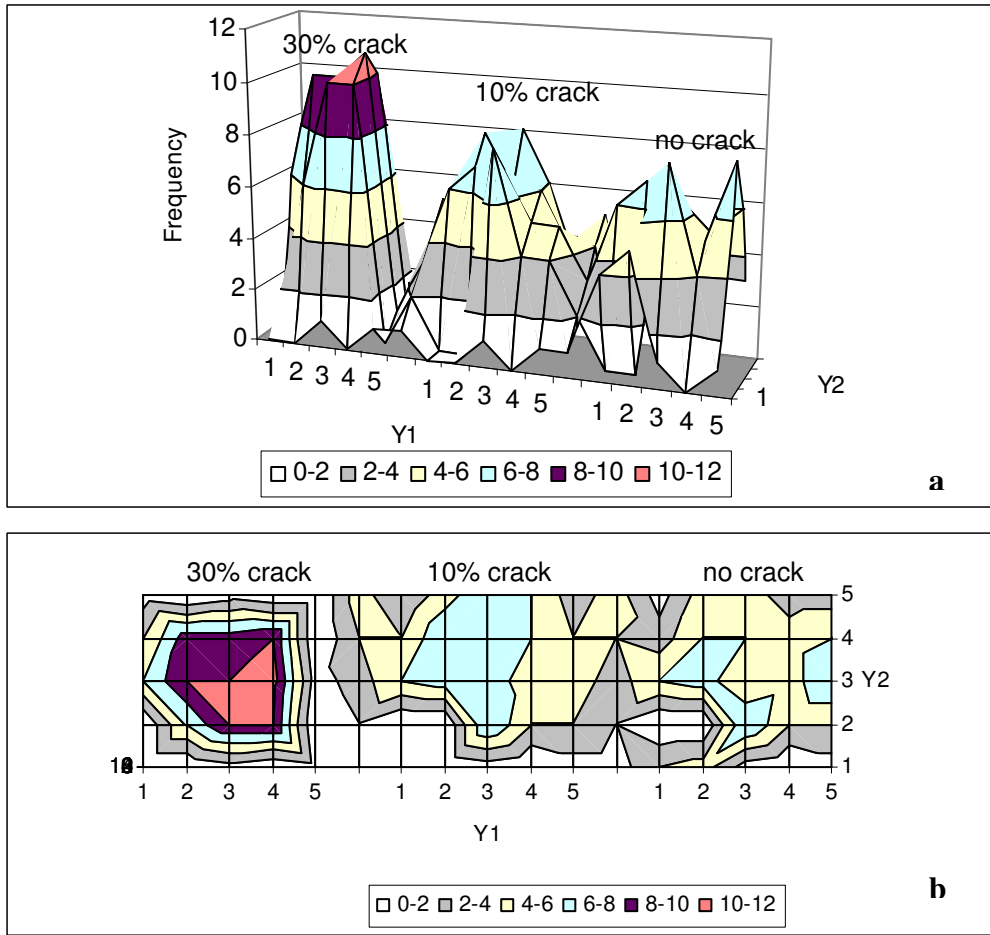 12
30% crack
10
10% crack
no crack
8
Frequency
6
4
2
0
1 2 3 4 5 1 2 3 4 5 1 2 3 4 5
1
Y2
Y1
0-2 2-4 4-6 6-8 8-10 10-12
a
30% crack 10% crack no crack
5
4
3 Y2
2
1
1 2 3 4 5 1 2 3 4 5 1 2 3 4 5
Y1
0-2 2-4 4-6 6-8 8-10 10-12
b